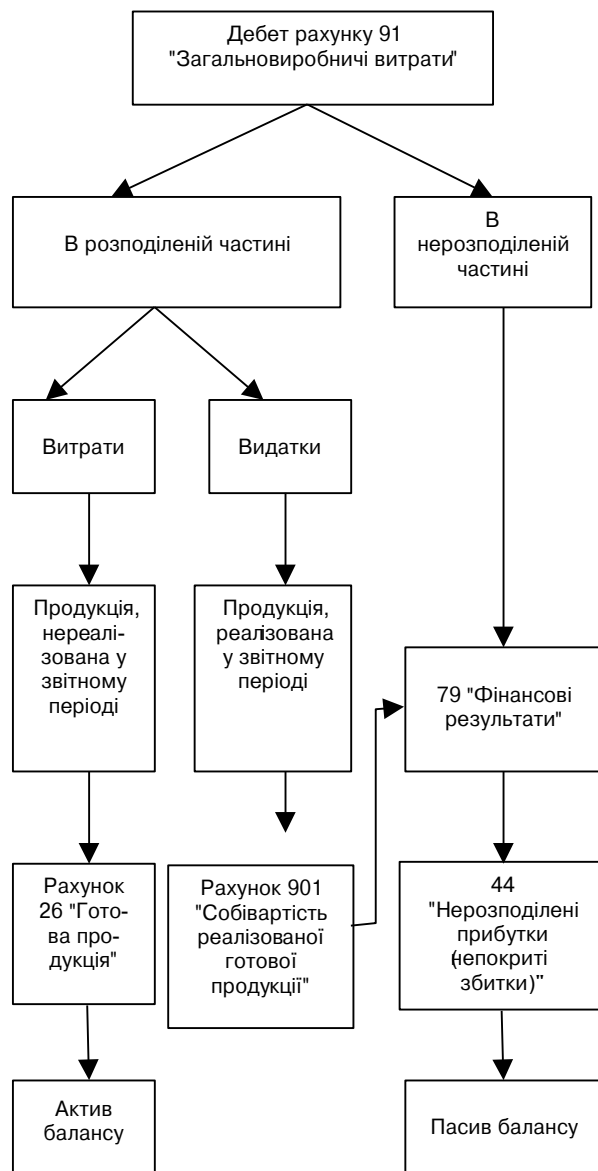 Дебет рахунку 91
"Загальновиробничі витрати"
В розподіленій частині
В
нерозподіленій
частині
Витрати
Видатки
Продукція,
нереалі-
зована у
звітному
періоді
Продукція,
реалізована
у звітному
періоді
79 "Фінансові
результати"
Рахунок
26 "Гото-
ва про-
дукція"
Рахунок 901
"Собівартість
реалізованої
готової
продукції"
44
"Нерозподілені
прибутки
(непокриті
збитки)"
Актив
балансу
Пасив балансу